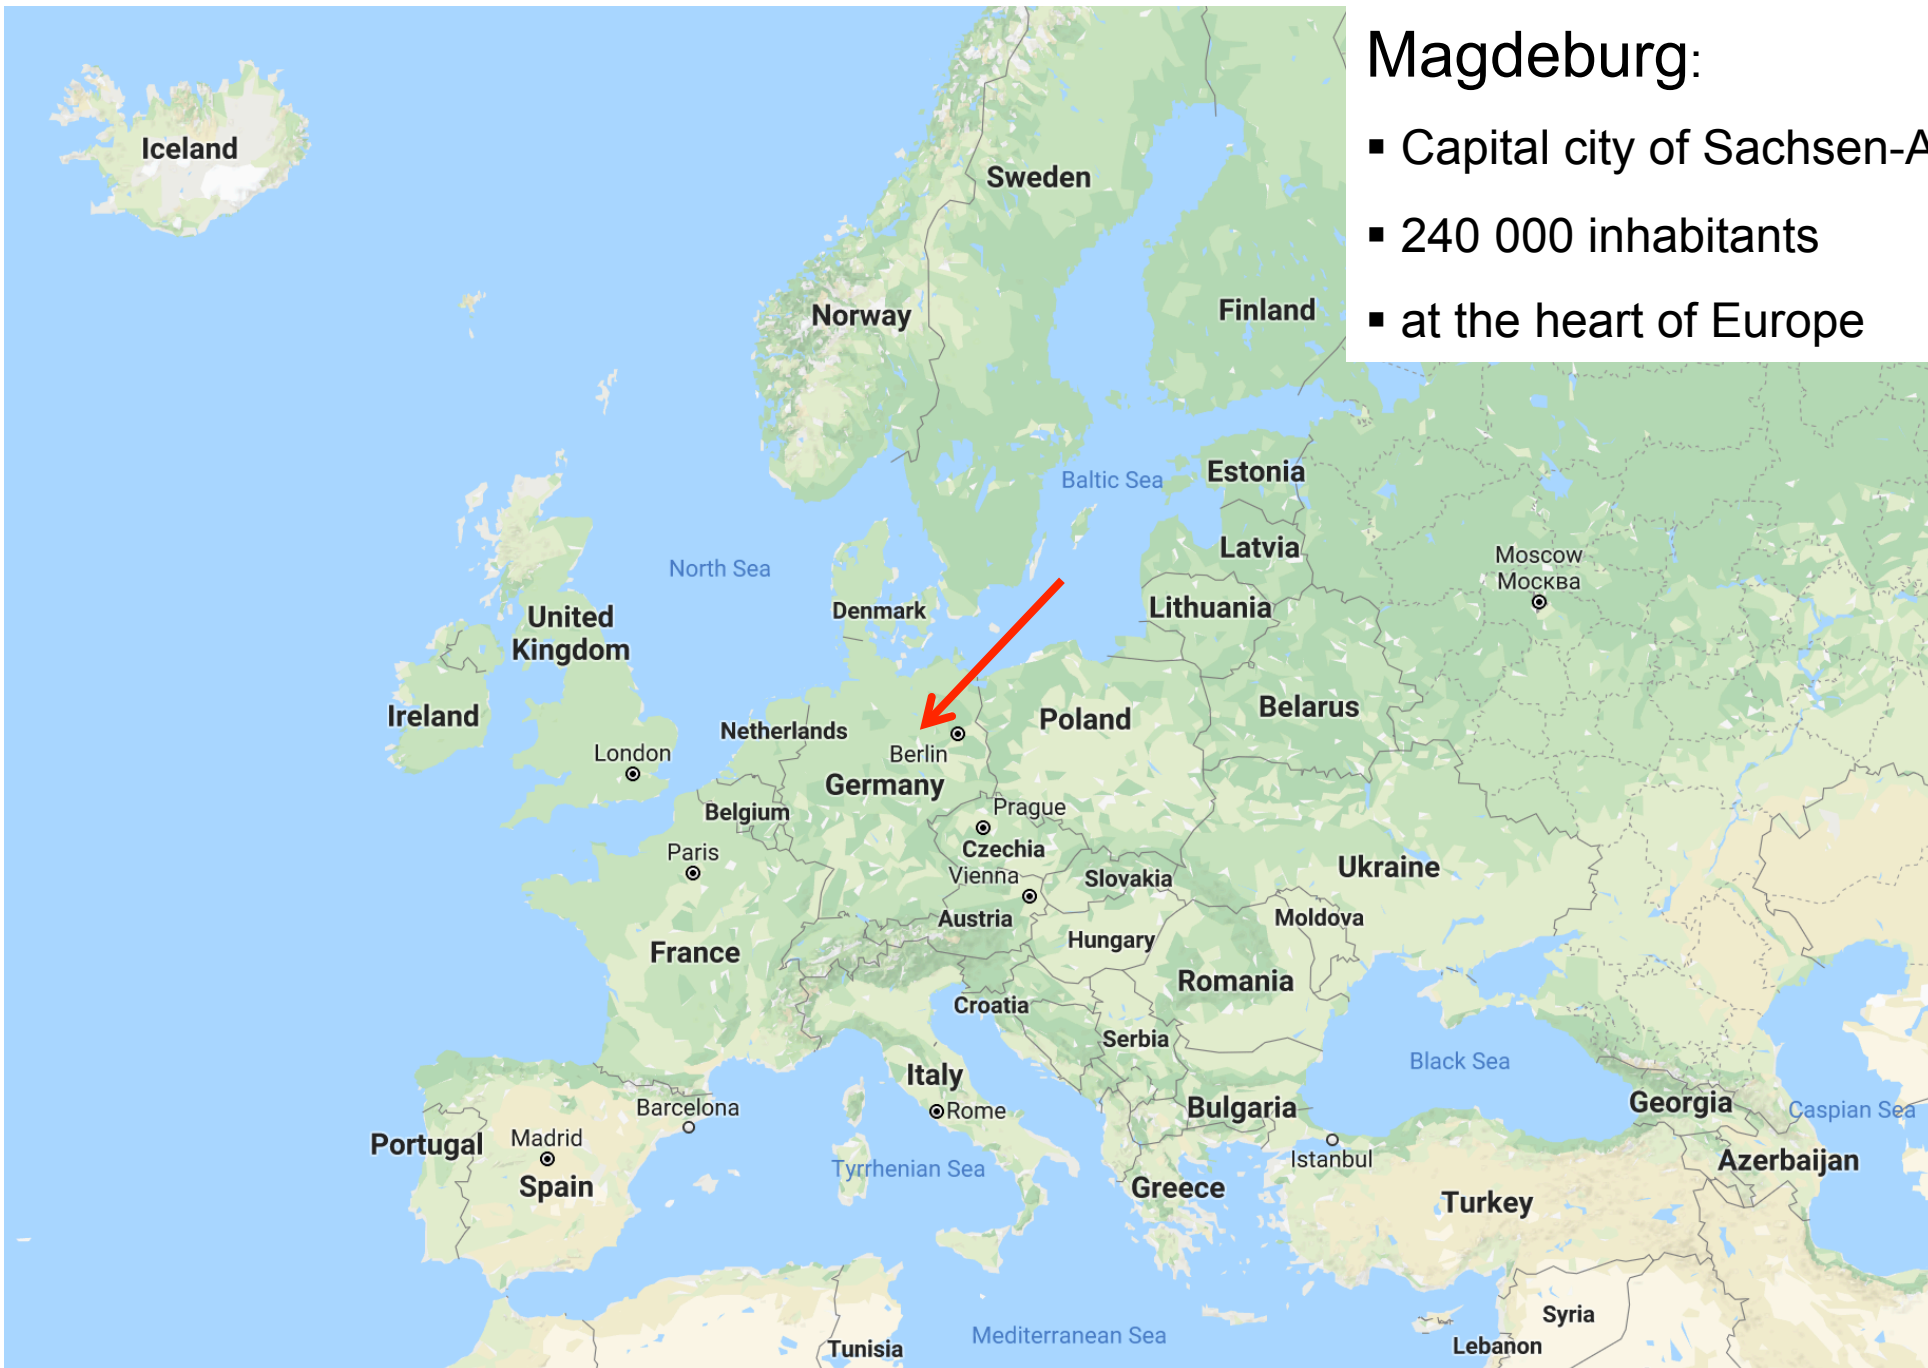 Magdeburg:
▪ Capital city of Sachsen-A
▪ 240 000 inhabitants
▪ at the heart of Europe
Iceland
Sweden
Norway
Finland
Baltic Sea
Estonia
North Sea
Latvia
Moscow
Москва
United
Kingdom
Denmark
Lithuania
Ireland
Netherlands
Poland
Belarus
London
Berlin
Germany
Belgium
Prague
Czechia
Paris
Vienna
Slovakia
Ukraine
Austria
Moldova
Hungary
France
Romania
Croatia
Serbia
Black Sea
Italy
Rome
Barcelona
Bulgaria
Georgia
Caspian Sea
Portugal
Madrid
Spain
Tyrrhenian Sea
Istanbul
Azerbaijan
Greece
Turkey
Syria
Mediterranean Sea
Lebanon
Tunisia